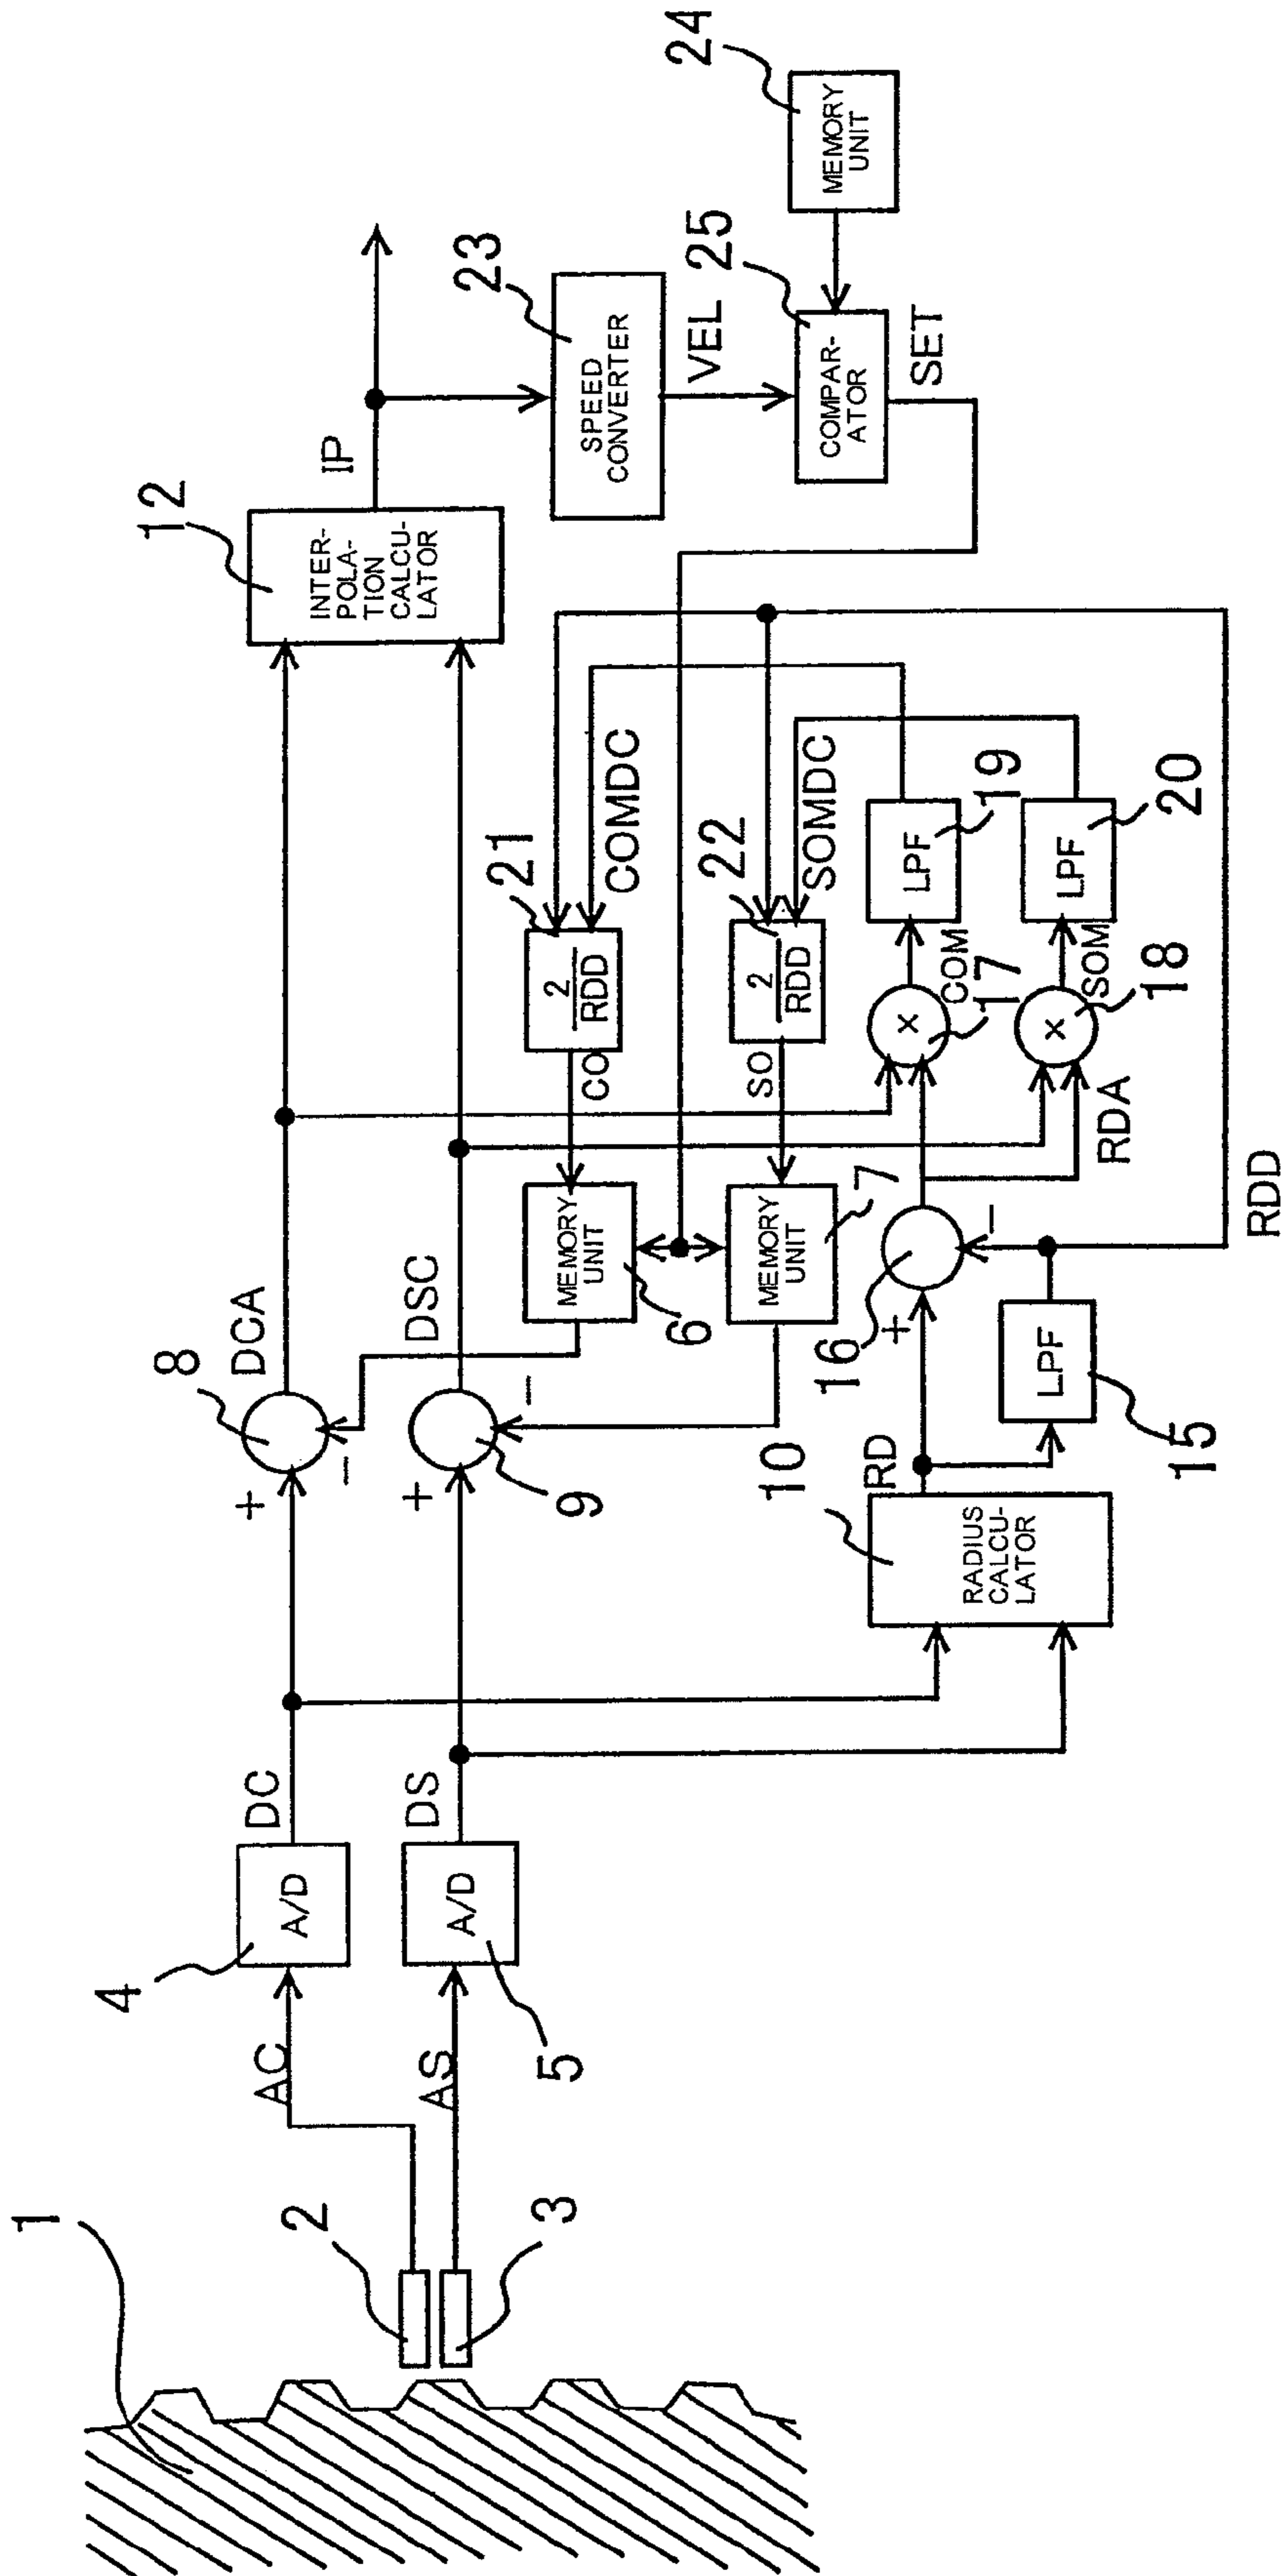 1
2
3
AC
AS
4
A/D
5
A/D
DC
DS
8
+
−
DCA
9
+
−
DSC
12
INTER-
POLA-
TION
CALCU-
LATOR
IP
23
SPEED
CONVERTER
VEL
24
MEMORY
UNIT
25
COMPAR-
ATOR
SET
6
MEMORY
UNIT
CO
21
2
RDD
COMDC
7
MEMORY
UNIT
SO
22
2
RDD
SOMDC
10
RADIUS
CALCU-
LATOR
RD
15
LPF
16
+
−
RDD
RDA
17
×
COM
18
×
SOM
19
LPF
20
LPF